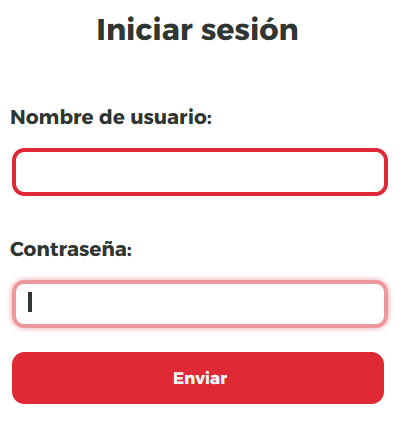 Iniciar sesión
Nombre de usuario:
Contraseña:
Enviar